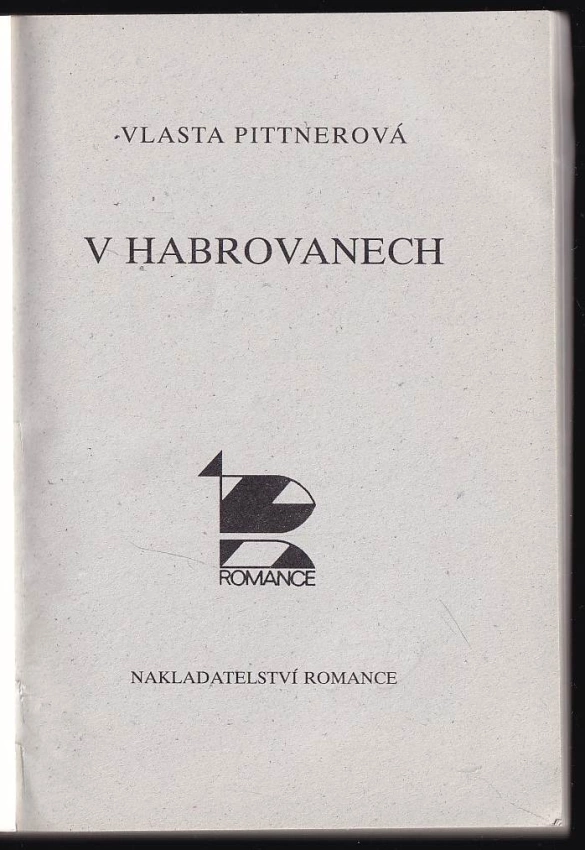 VLASTA PITTNEROVÁ
V HABROVANECH
ROMANCE
NAKLADATELSTVÍ ROMANCE